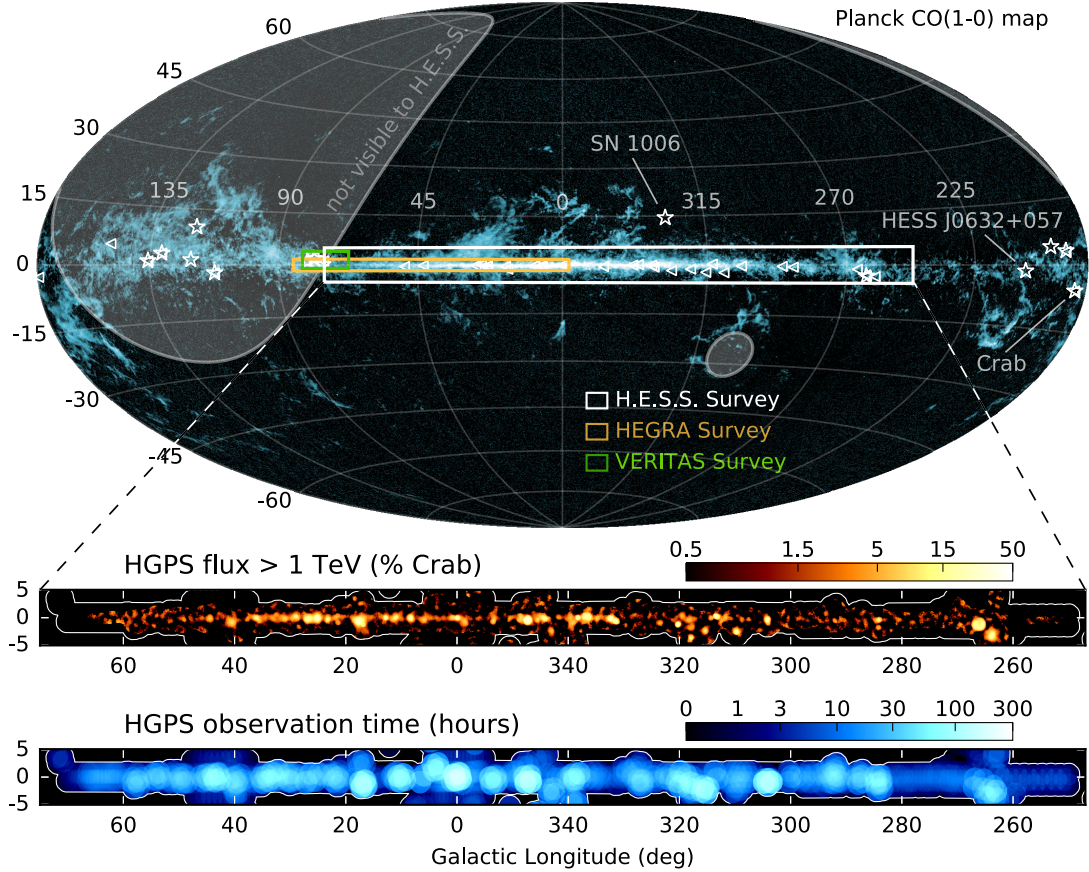 Planck CO(1-0) map
60
45
30
15
0
-15
-30
-45
-60
not visible to H.E.S.S.
SN 1006
135
90
45
0
315
270
225
HESS J0632+057
Crab
H.E.S.S. Survey
HEGRA Survey
VERITAS Survey
HGPS flux > 1 TeV (% Crab)
0.5 1.5 5 15 50
5
0
-5
60 40 20 0 340 320 300 280 260
HGPS observation time (hours)
0 1 3 10 30 100 300
5
0
-5
60 40 20 0 340 320 300 280 260
Galactic Longitude (deg)